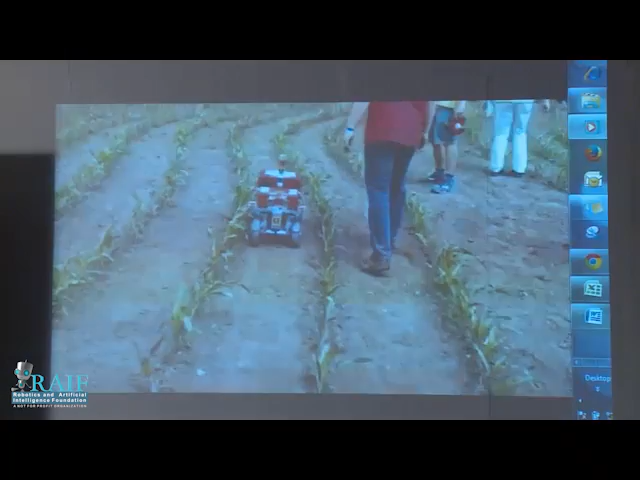 RAIF
Robotics and Artificial
Intelligence Foundation
A NOT FOR PROFIT ORGANIZATION
Desktop